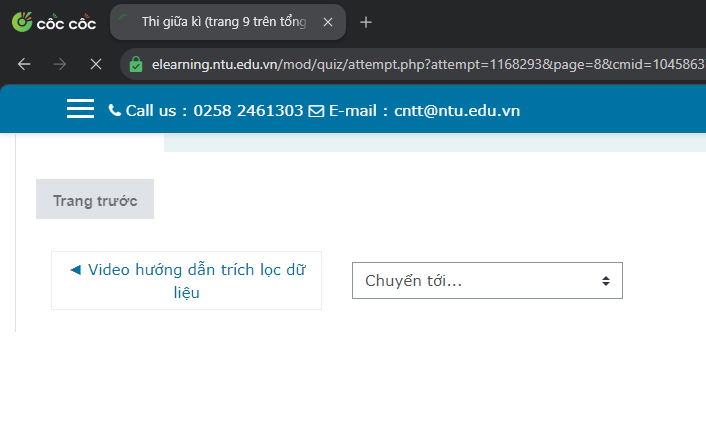 cốc cốc
Thi giữa kì (trang 9 trên tổng
elearning.ntu.edu.vn/mod/quiz/attempt.php?attempt=1168293&page=8&cmid=1045863
Call us : 0258 2461303 E-mail : cntt@ntu.edu.vn
Trang trước
◄ Video hướng dẫn trích lọc dữ
liệu
Chuyển tới...